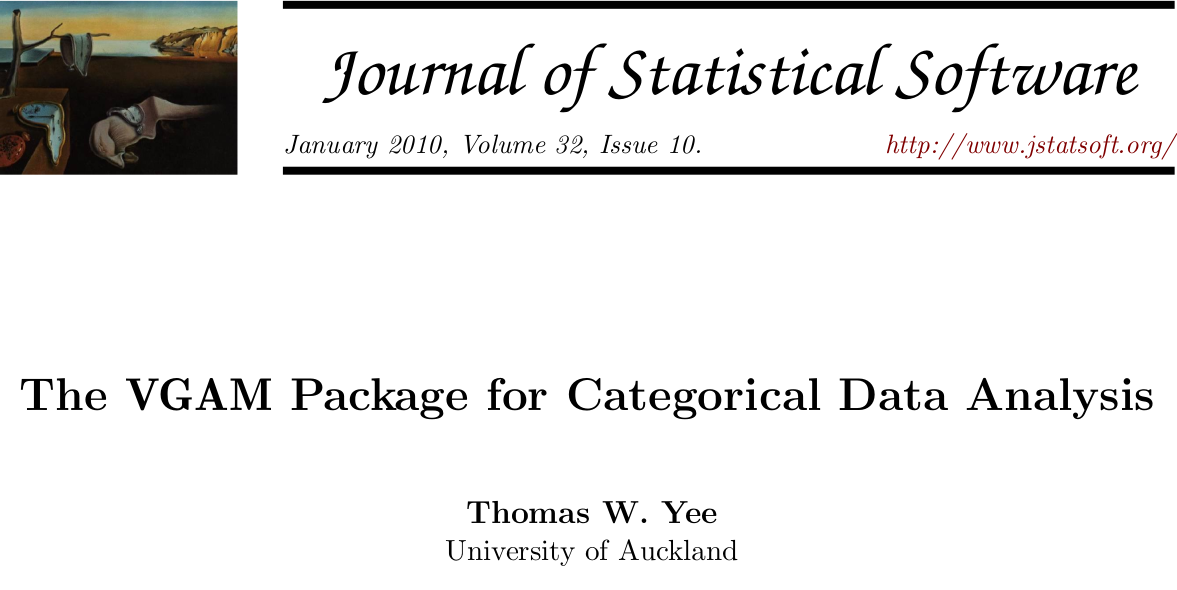 Journal of Statistical Software
January 2010, Volume 32, Issue 10.
http://www.jstatsoft.org/
The VGAM Package for Categorical Data Analysis
Thomas W. Yee
University of Auckland